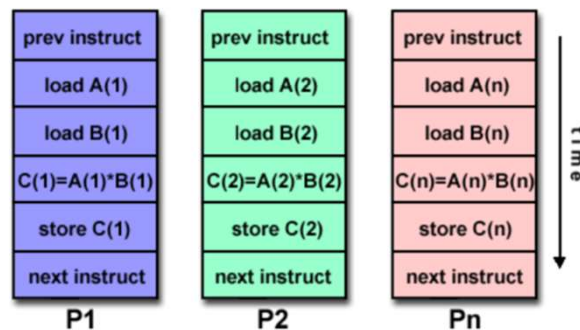 prev instruct
load A(1)
load B(1)
C(1)=A(1)*B(1)
store C(1)
next instruct
P1
prev instruct
load A(2)
load B(2)
C(2)=A(2)*B(2)
store C(2)
next instruct
P2
prev instruct
load A(n)
load B(n)
C(n)=A(n)*B(n)
store C(n)
next instruct
Pn
time